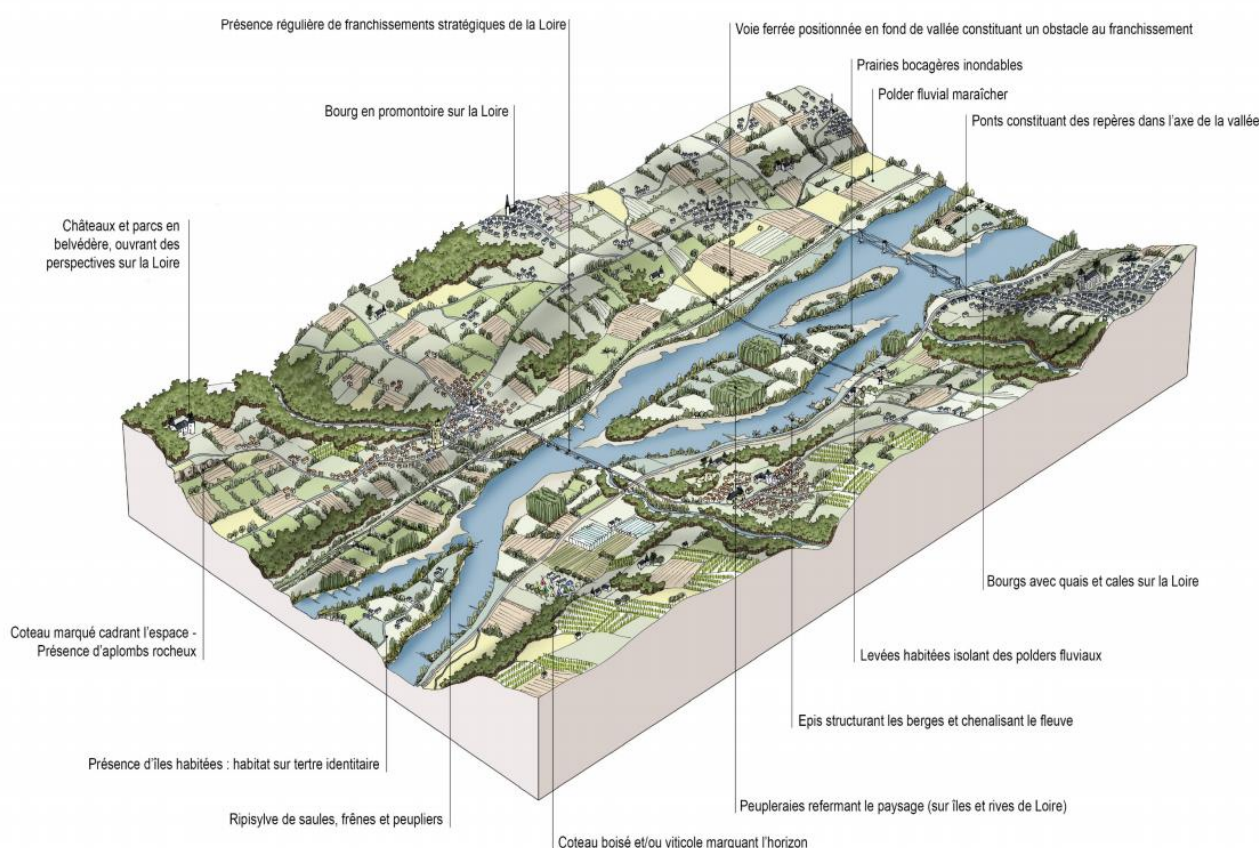 Présence régulière de franchissements stratégiques de la Loire
Voie ferrée positionnée en fond de vallée constituant un obstacle au franchissement
Prairies bocagères inondables
Polder fluvial maraîcher
Bourg en promontoire sur la Loire
Ponts constituant des repères dans l'axe de la vallée
Châteaux et parcs en
belvédère, ouvrant des
perspectives sur la Loire
Bourgs avec quais et cales sur la Loire
Coteau marqué cadrant l'espace -
Présence d'aplombs rocheux
Levées habitées isolant des polders fluviaux
Epis structurant les berges et chenalisant le fleuve
Présence d'îles habitées : habitat sur tertre identitaire
Peupleraies refermant le paysage (sur îles et rives de Loire)
Ripisylve de saules, frênes et peupliers
Coteau boisé et/ou viticole marquant l'horizon